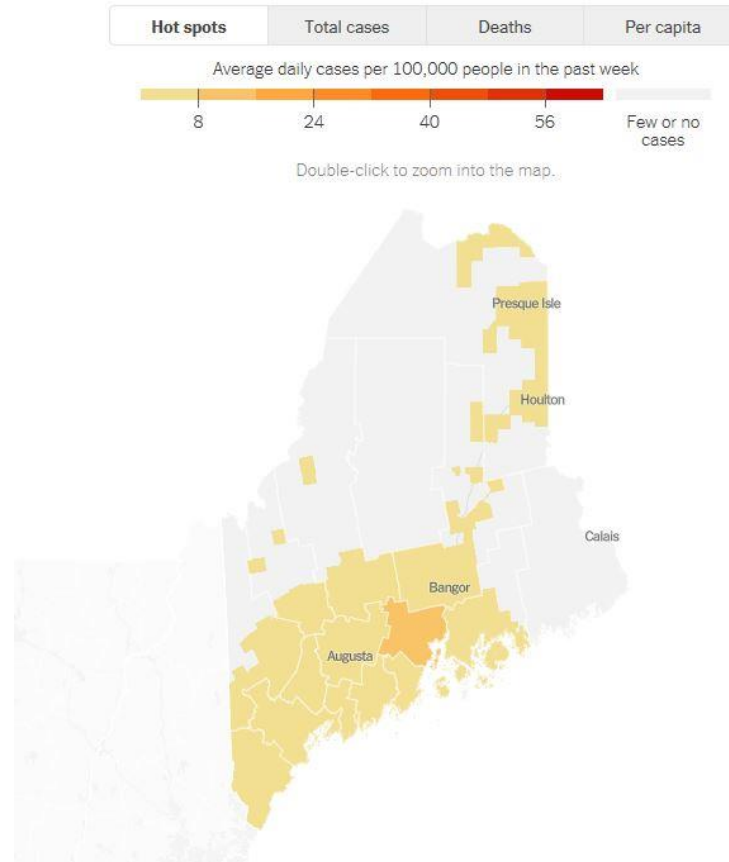 Hot spots Total cases Deaths Per capita
Average daily cases per 100,000 people in the past week
8 24 40 56 Few or no
cases
Double-click to zoom into the map.
Presque Isle
Houlton
Calais
Bangor
Augusta